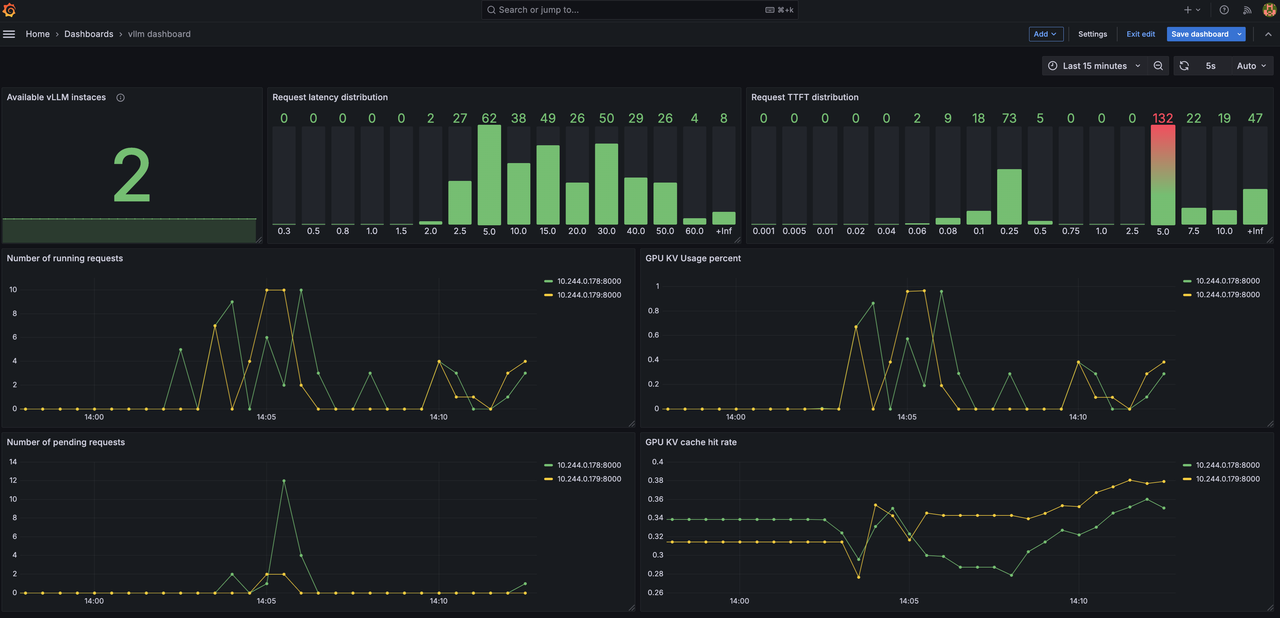 Search or jump to... ⌘+k
Home › Dashboards › vllm dashboard Add Settings Exit edit Save dashboard
Last 15 minutes 5s Auto
Available vLLM instaces
2
Request latency distribution
0 0 0 0 0 2 27 62 38 49 26 50 29 26 4 8
0.3 0.5 0.8 1.0 1.5 2.0 2.5 5.0 10.0 15.0 20.0 30.0 40.0 50.0 60.0 +Inf
Request TTFT distribution
0 0 0 0 0 2 9 18 73 5 0 0 0 132 22 19 47
0.001 0.005 0.01 0.02 0.04 0.06 0.08 0.1 0.25 0.5 0.75 1.0 2.5 5.0 7.5 10.0 +Inf
Number of running requests
10
8
6
4
2
0
14:00 14:05 14:10
10.244.0.178:8000
10.244.0.179:8000
GPU KV Usage percent
1
0.8
0.6
0.4
0.2
0
14:00 14:05 14:10
10.244.0.178:8000
10.244.0.179:8000
Number of pending requests
14
12
10
8
6
4
2
0
14:00 14:05 14:10
10.244.0.178:8000
10.244.0.179:8000
GPU KV cache hit rate
0.4
0.38
0.36
0.34
0.32
0.3
0.28
0.26
14:00 14:05 14:10
10.244.0.178:8000
10.244.0.179:8000